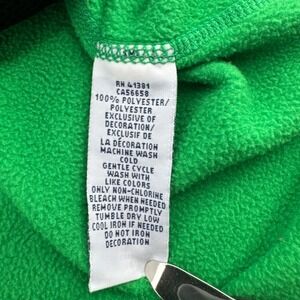 RN 41381
CA56658
100% POLYESTER/
POLYESTER
EXCLUSIVE OF
DECORATION/
EXCLUSIF DE
LA DÉCORATION
MACHINE WASH
COLD
GENTLE CYCLE
WASH WITH
LIKE COLORS
ONLY NON-CHLORINE
BLEACH WHEN NEEDED
REMOVE PROMPTLY
TUMBLE DRY LOW
COOL IRON IF NEEDED
DO NOT IRON
DECORATION